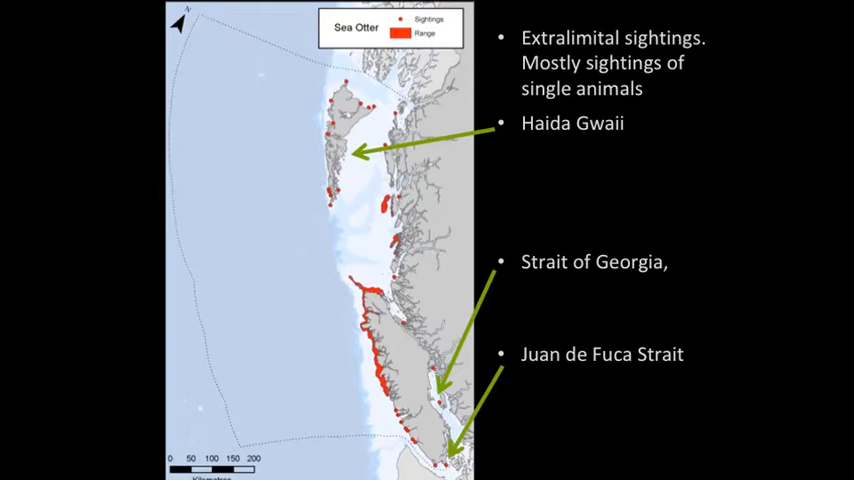 N
Sea Otter
Sightings
Range
• Extralimital sightings.
Mostly sightings of
single animals
• Haida Gwaii
• Strait of Georgia,
• Juan de Fuca Strait
0 50 100 150 200
Kilometres